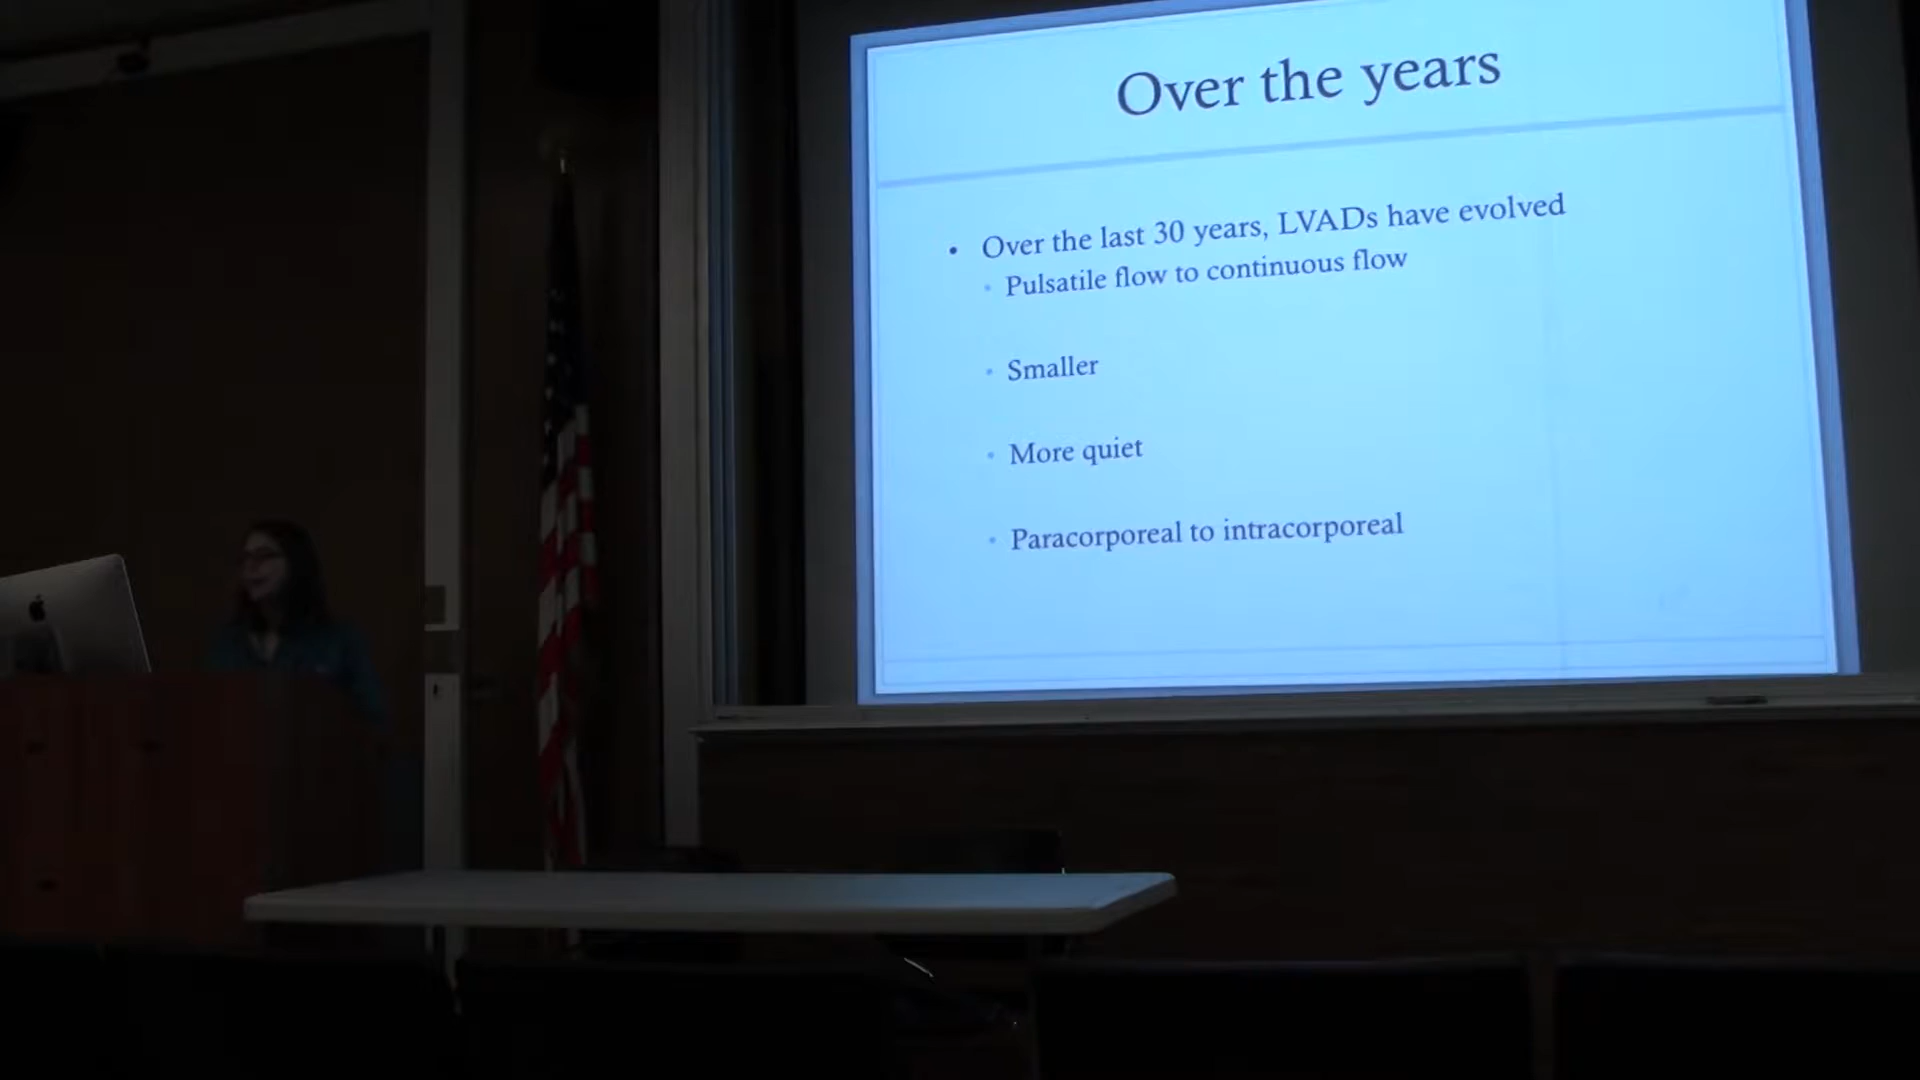 Over the years
• Over the last 30 years, LVADs have evolved
• Pulsatile flow to continuous flow
• Smaller
• More quiet
• Paracorporeal to intracorporeal